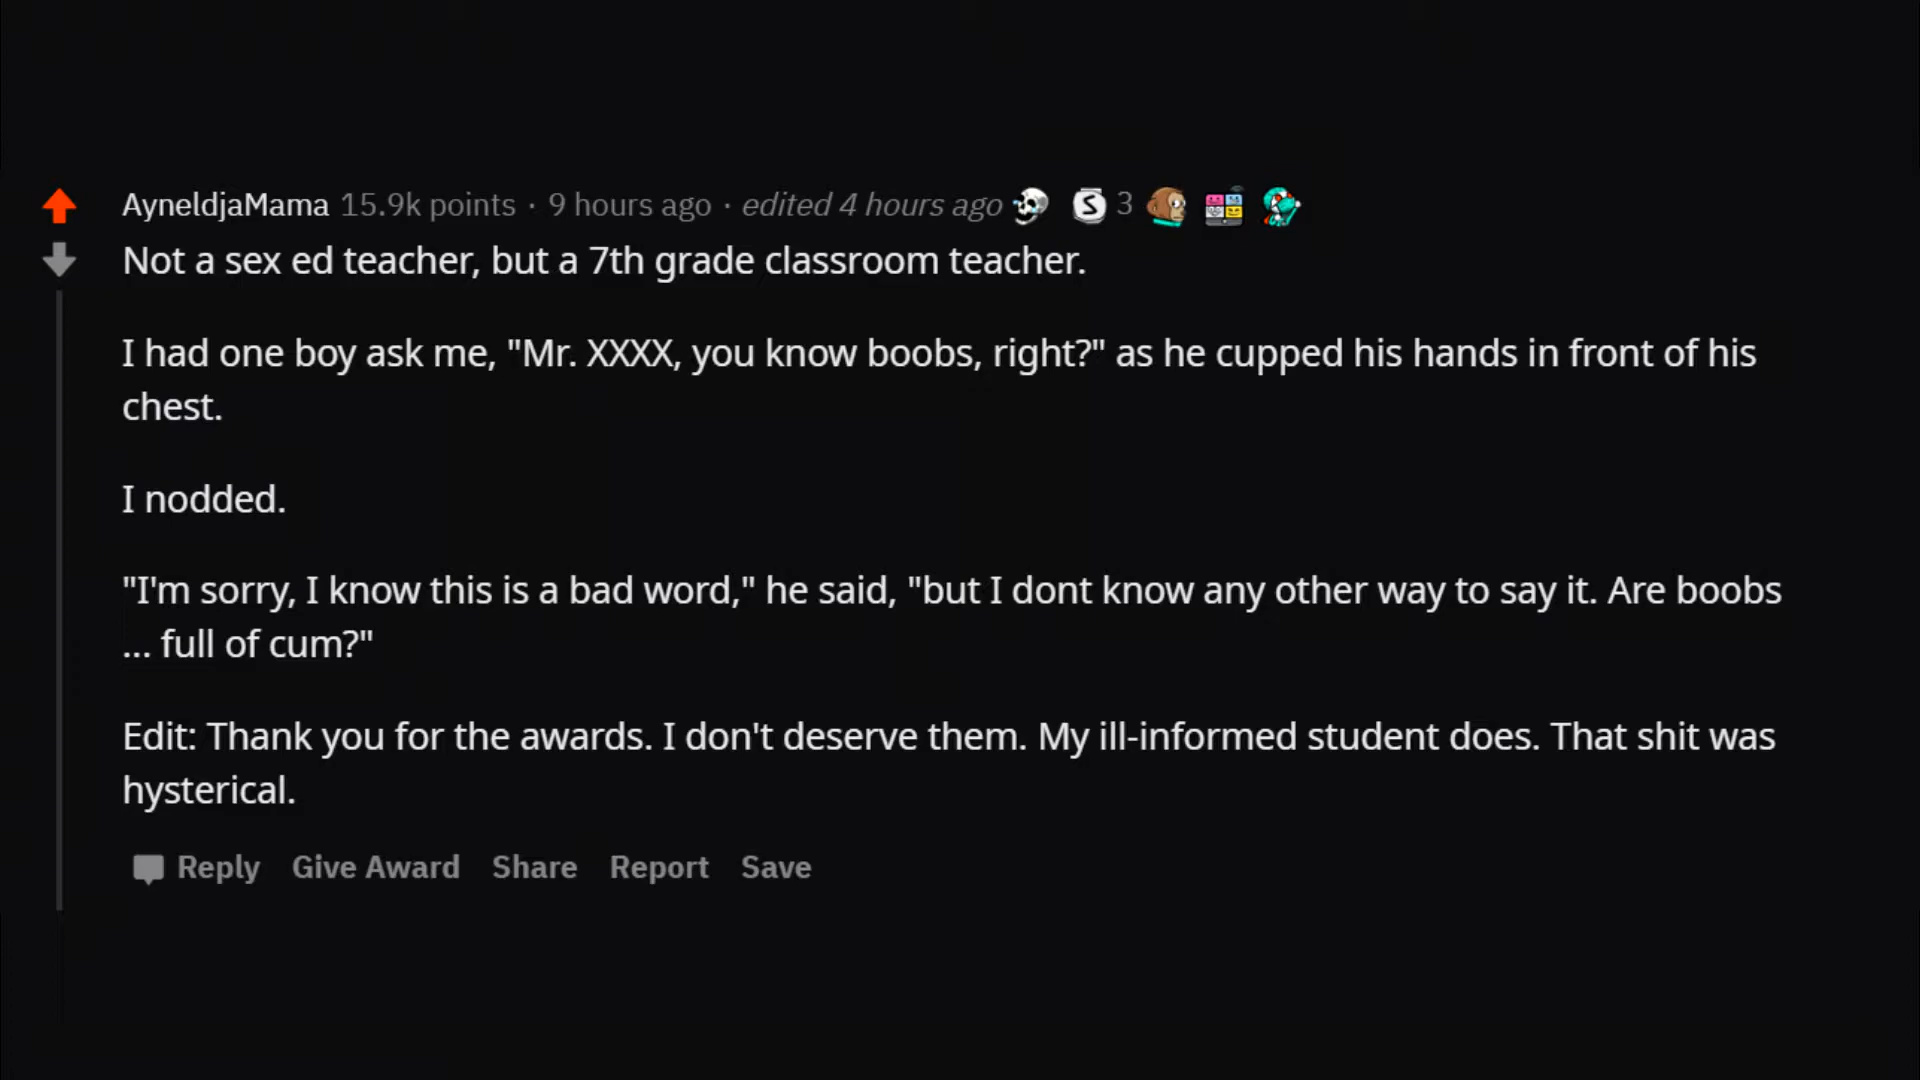 AyneldjaMama 15.9k points · 9 hours ago · edited 4 hours ago S 3
Not a sex ed teacher, but a 7th grade classroom teacher.
I had one boy ask me, "Mr. XXXX, you know boobs, right?" as he cupped his hands in front of his
chest.
I nodded.
"I'm sorry, I know this is a bad word," he said, "but I dont know any other way to say it. Are boobs
... full of cum?"
Edit: Thank you for the awards. I don't deserve them. My ill-informed student does. That shit was
hysterical.
Reply Give Award Share Report Save